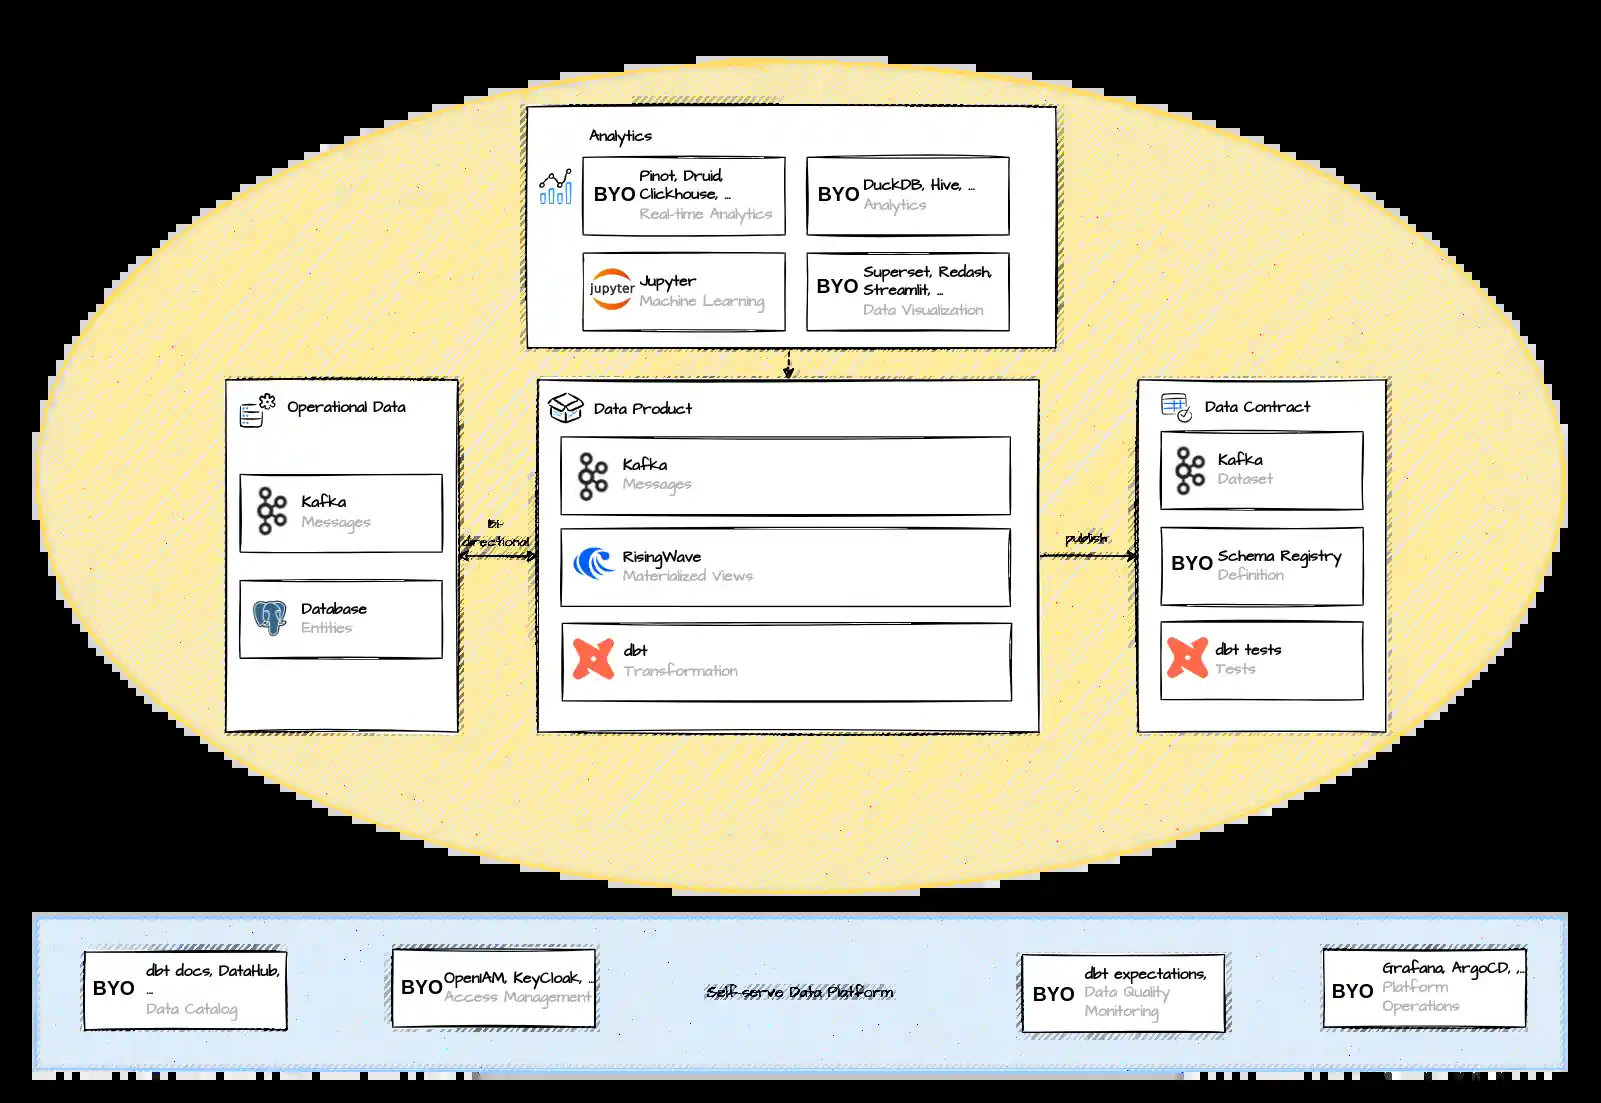 Analytics
BYO
Pinot, Druid,
Clickhouse, ...
Real-time Analytics
BYO
DuckDB, Hive, ...
Analytics
jupyter
Jupyter
Machine Learning
BYO
Superset, Redash,
Streamlit, ...
Data Visualization
Operational Data
Kafka
Messages
Database
Entities
Bi-
directional
Data Product
Kafka
Messages
RisingWave
Materialized Views
dbt
Transformation
publish
Data Contract
Kafka
Dataset
BYO
Schema Registry
Definition
dbt tests
Tests
BYO
dbt docs, DataHub,
...
Data Catalog
BYO
OpenIAM, KeyCloak, ...
Access Management
Self-serve Data Platform
BYO
dbt expectations,
Data Quality
Monitoring
BYO
Grafana, ArgoCD, ,...
Platform
Operations